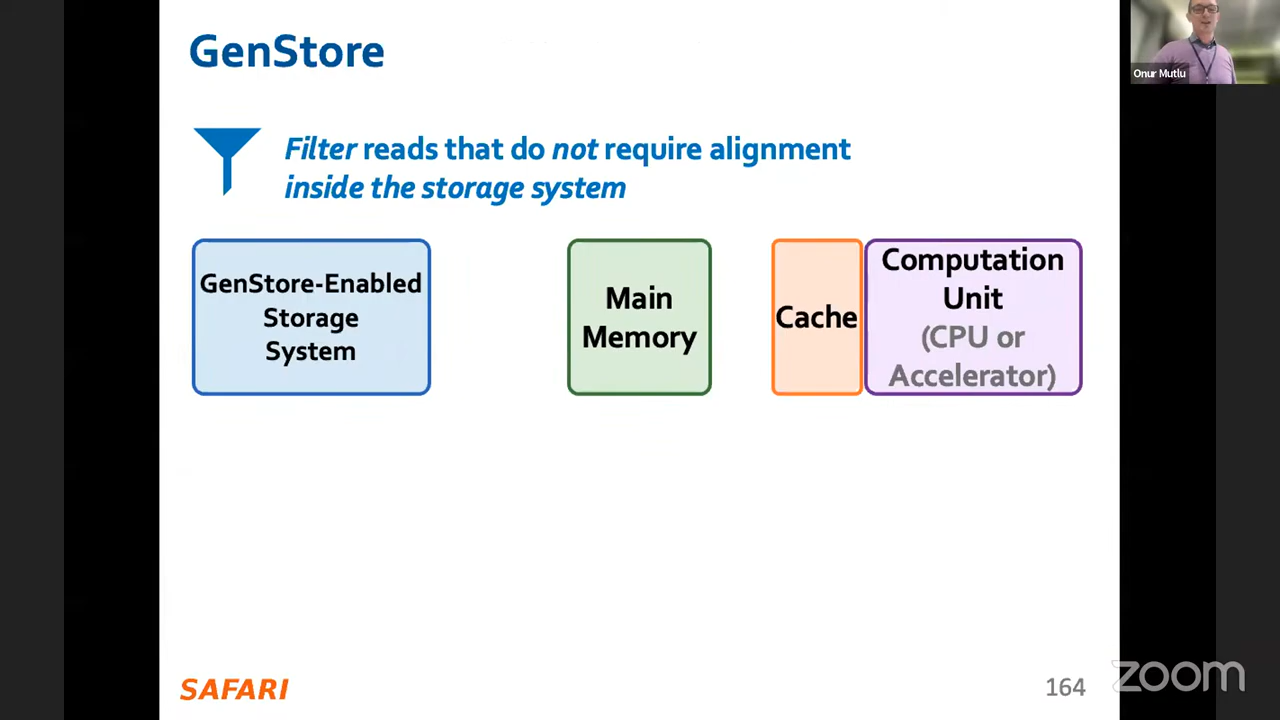 GenStore
Onur Mutlu
Filter reads that do not require alignment
inside the storage system
GenStore-Enabled
Storage
System
Main
Memory
Cache
Computation
Unit
(CPU or
Accelerator)
SAFARI
164
zoom